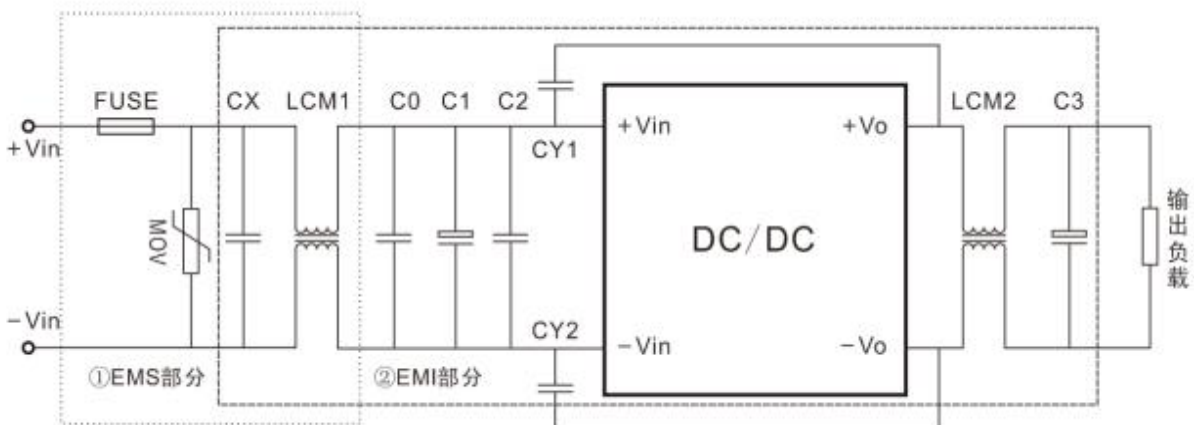 FUSE
CX
LCM1
C0
C1
C2
LCM2
C3
+Vin
CY1
+Vin
+Vo
MOV
DC/DC
输出负载
-Vin
CY2
-Vin
-Vo
①EMS部分
②EMI部分